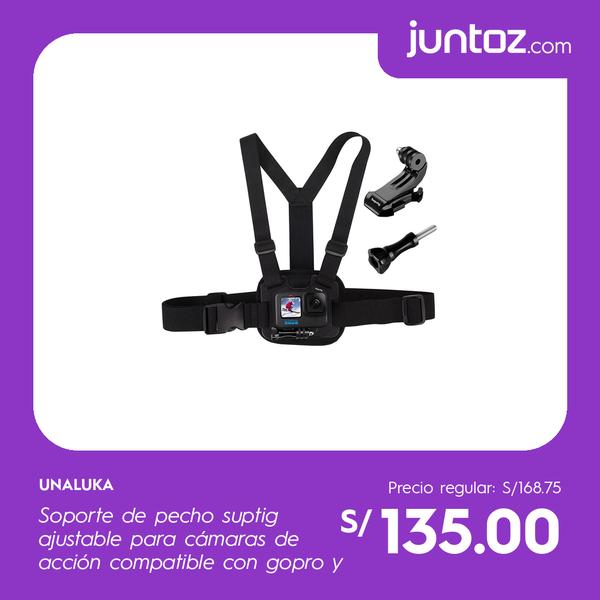 juntoz.com
UNALUKA
Soporte de pecho suptig
ajustable para cámaras de
acción compatible con gopro y
Precio regular: S/168.75
S/135.00